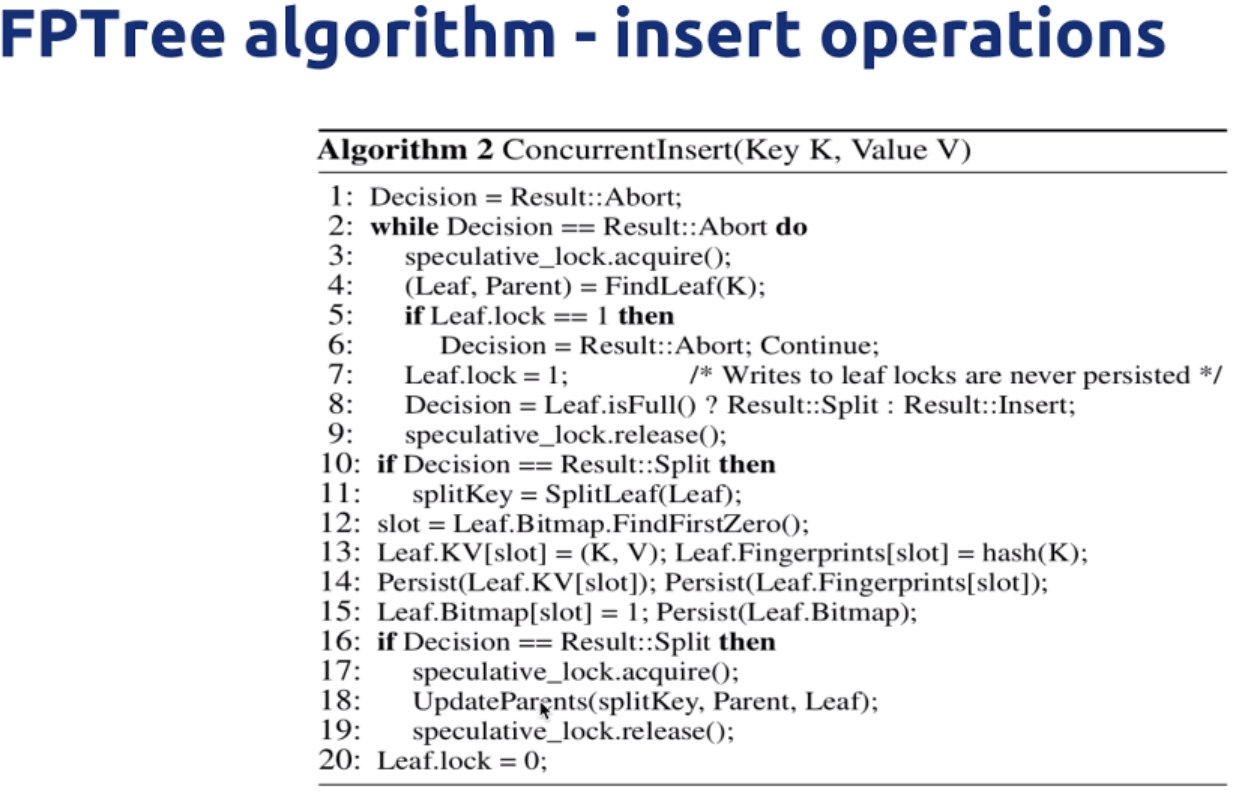 FPTree algorithm - insert operations
Algorithm 2 ConcurrentInsert(Key K, Value V)
1: Decision = Result::Abort;
2: while Decision == Result::Abort do
3: speculative_lock.acquire();
4: (Leaf, Parent) = FindLeaf(K);
5: if Leaf.lock == 1 then
6: Decision = Result::Abort; Continue;
7: Leaf.lock = 1; /* Writes to leaf locks are never persisted */
8: Decision = Leaf.isFull() ? Result::Split : Result::Insert;
9: speculative_lock.release();
10: if Decision == Result::Split then
11: splitKey = SplitLeaf(Leaf);
12: slot = Leaf.Bitmap.FindFirstZero();
13: Leaf.KV[slot] = (K, V); Leaf.Fingerprints[slot] = hash(K);
14: Persist(Leaf.KV[slot]); Persist(Leaf.Fingerprints[slot]);
15: Leaf.Bitmap[slot] = 1; Persist(Leaf.Bitmap);
16: if Decision == Result::Split then
17: speculative_lock.acquire();
18: UpdateParents(splitKey, Parent, Leaf);
19: speculative_lock.release();
20: Leaf.lock = 0;